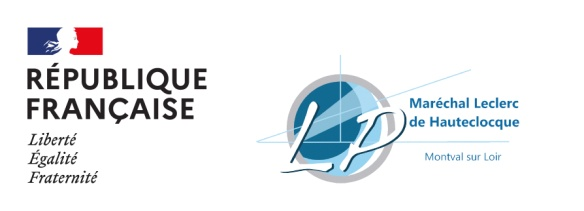 RÉPUBLIQUE
FRANÇAISE
Liberté
Égalité
Fraternité
LP
Maréchal Leclerc
de Hauteclocque
Montval sur Loir